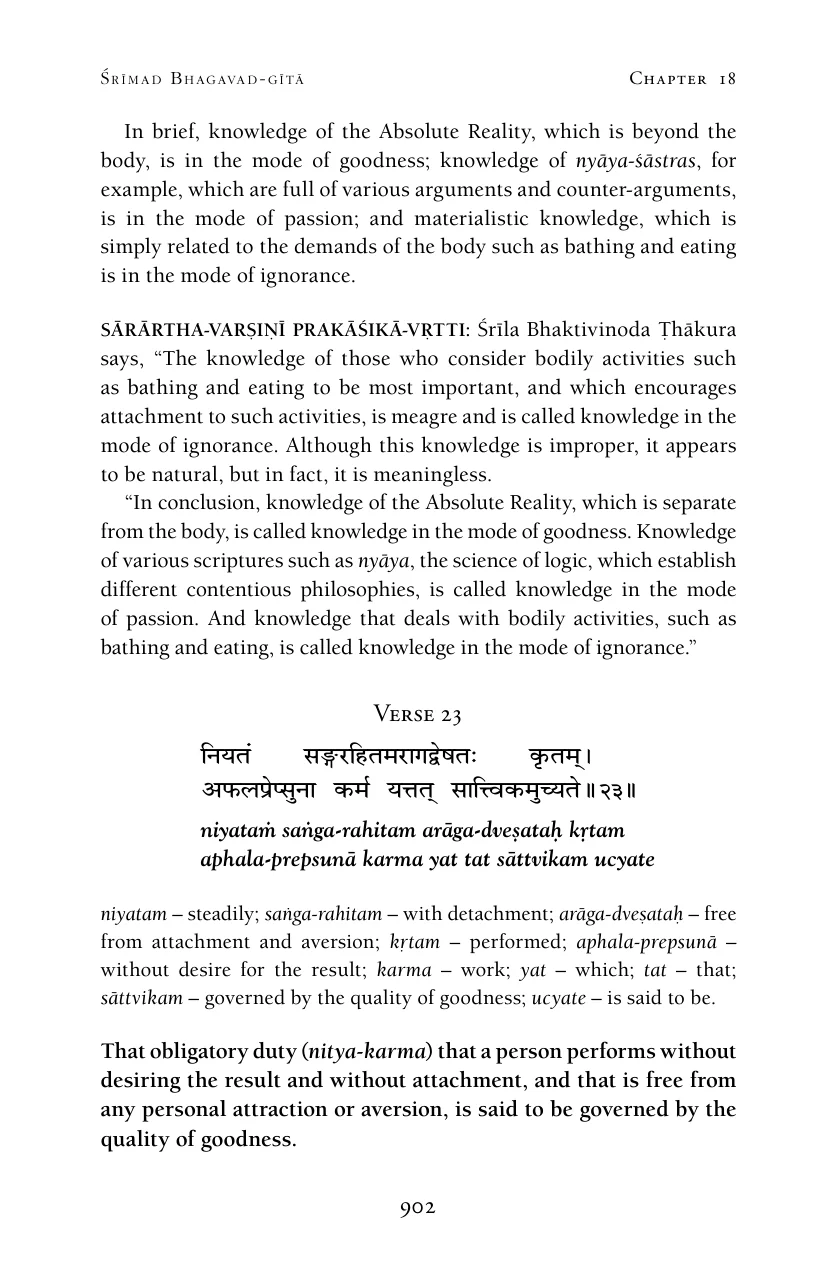 Śrīmad Bhagavad-gītā Chapter 18
In brief, knowledge of the Absolute Reality, which is beyond the
body, is in the mode of goodness; knowledge of nyāya-śāstras, for
example, which are full of various arguments and counter-arguments,
is in the mode of passion; and materialistic knowledge, which is
simply related to the demands of the body such as bathing and eating
is in the mode of ignorance.
SĀRĀRTHA-VARṢIṆĪ PRAKĀŚIKĀ-VṚTTI: Śrīla Bhaktivinoda Ṭhākura
says, “The knowledge of those who consider bodily activities such
as bathing and eating to be most important, and which encourages
attachment to such activities, is meagre and is called knowledge in the
mode of ignorance. Although this knowledge is improper, it appears
to be natural, but in fact, it is meaningless.
“In conclusion, knowledge of the Absolute Reality, which is separate
from the body, is called knowledge in the mode of goodness. Knowledge
of various scriptures such as nyāya, the science of logic, which establish
different contentious philosophies, is called knowledge in the mode
of passion. And knowledge that deals with bodily activities, such as
bathing and eating, is called knowledge in the mode of ignorance.”
Verse 23
नियतं सङ्गरहितमरागद्वेषतः कृतम्।
अफलप्रेप्सुना कर्म यत्तत् सात्त्विकमुच्यते॥२३॥
niyataṁ saṅga-rahitam arāga-dveṣataḥ kṛtam
aphala-prepsunā karma yat tat sāttvikam ucyate
niyatam – steadily; saṅga-rahitam – with detachment; arāga-dveṣataḥ – free
from attachment and aversion; kṛtam – performed; aphala-prepsunā –
without desire for the result; karma – work; yat – which; tat – that;
sāttvikam – governed by the quality of goodness; ucyate – is said to be.
That obligatory duty (nitya-karma) that a person performs without
desiring the result and without attachment, and that is free from
any personal attraction or aversion, is said to be governed by the
quality of goodness.
902